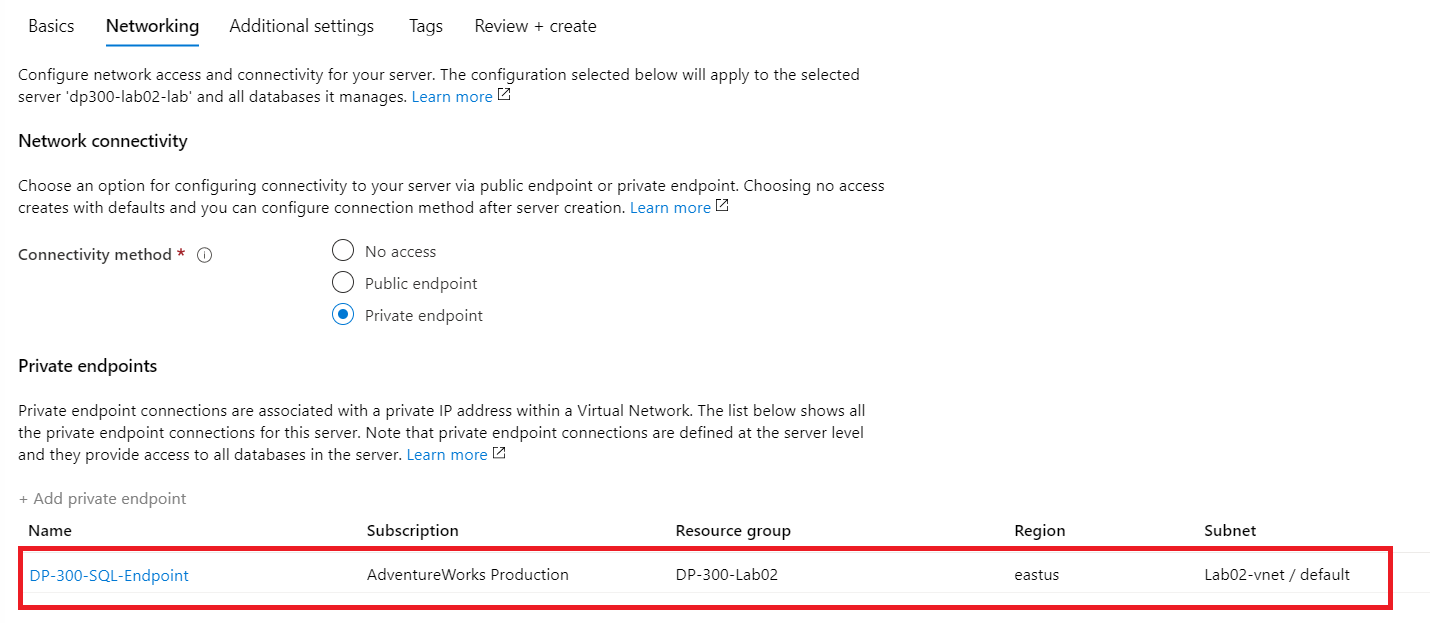 Basics Networking Additional settings Tags Review + create
Configure network access and connectivity for your server. The configuration selected below will apply to the selected
server 'dp300-lab02-lab' and all databases it manages. Learn more
Network connectivity
Choose an option for configuring connectivity to your server via public endpoint or private endpoint. Choosing no access
creates with defaults and you can configure connection method after server creation. Learn more
Connectivity method *
No access
Public endpoint
Private endpoint
Private endpoints
Private endpoint connections are associated with a private IP address within a Virtual Network. The list below shows all
the private endpoint connections for this server. Note that private endpoint connections are defined at the server level
and they provide access to all databases in the server. Learn more
+ Add private endpoint
Name Subscription Resource group Region Subnet
DP-300-SQL-Endpoint AdventureWorks Production DP-300-Lab02 eastus Lab02-vnet / default